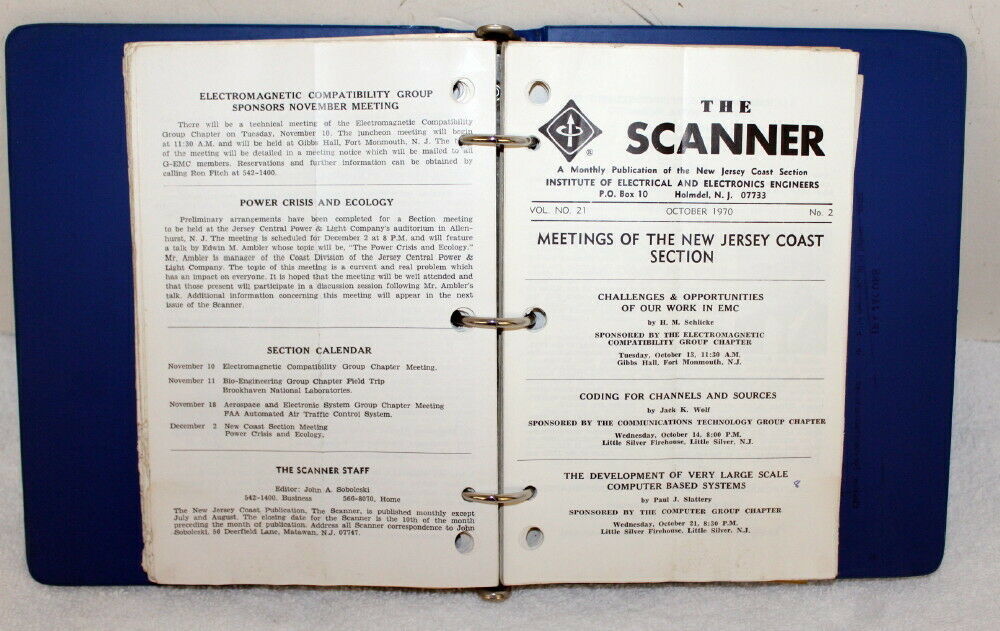 ELECTROMAGNETIC COMPATIBILITY GROUP
SPONSORS NOVEMBER MEETING
There will be a technical meeting of the Electromagnetic Compatibility
Group Chapter on Tuesday, November 10. The juncheon meeting will begin
at 11:30 A.M. and will be held at Gibbs Hall, Fort Monmouth, N. J. The
of the meeting will be detailed in a meeting notice which will be mailed to all
G-EMC members. Reservations and further information can be obtained by
calling Ron Fitch at 542-1400.
POWER CRISIS AND ECOLOGY
Preliminary arrangements have been completed for a Section meeting
to be held at the Jersey Central Power & Light Company's auditorium in Allen-
hurst, N. J. The meeting is scheduled for December 2 at 8 P.M. and will feature
a talk by Edwin M. Ambler whose topic will be, "The Power Crisis and Ecology."
Mr. Ambler is manager of the Coast Division of the Jersey Central Power &
Light Company. The topic of this meeting is a current and real problem which
has an impact on everyone. It is hoped that the meeting will be well attended and
that those present will participate in a discussion session following Mr. Ambler's
talk. Additional information concerning this meeting will appear in the next
issue of the Scanner.
SECTION CALENDAR
November 10 Electromagnetic Compatibility Group Chapter Meeting.
November 11 Bio-Engineering Group Chapter Field Trip
Brookhaven National Laboratories.
November 18 Aerospace and Electronic System Group Chapter Meeting
FAA Automated Air Traffic Control System.
December 2 New Coast Section Meeting
Power Crisis and Ecology.
THE SCANNER STAFF
Editor: John A. Soboleski
542-1400, Business 566-8070, Home
The New Jersey Coast, Publication, The Scanner, is published monthly except
July and August. The closing date for the Scanner is the 10th of the month
preceding the month of publication. Address all Scanner correspondence to John
Soboleski, 50 Deerfield Lane, Matawan, N.J. 07747.
THE
SCANNER
®
A Monthly Publication of the New Jersey Coast Section
INSTITUTE OF ELECTRICAL AND ELECTRONICS ENGINEERS
P.O. Box 10 Holmdel, N. J. 07733
VOL. NO. 21 OCTOBER 1970 No. 2
MEETINGS OF THE NEW JERSEY COAST
SECTION
CHALLENGES & OPPORTUNITIES
OF OUR WORK IN EMC
by H. M. Schlicke
SPONSORED BY THE ELECTROMAGNETIC
COMPATIBILITY GROUP CHAPTER
Tuesday, October 13, 11:30 A.M.
Gibbs Hall, Fort Monmouth, N.J.
CODING FOR CHANNELS AND SOURCES
by Jack K. Wolf
SPONSORED BY THE COMMUNICATIONS TECHNOLOGY GROUP CHAPTER
Wednesday, October 14, 8:00 P.M.
Little Silver Firehouse, Little Silver, N.J.
THE DEVELOPMENT OF VERY LARGE SCALE
COMPUTER BASED SYSTEMS 8
by Paul J. Slattery
SPONSORED BY THE COMPUTER GROUP CHAPTER
Wednesday, October 21, 8:30 P.M.
Little Silver Firehouse, Little Silver, N.J.